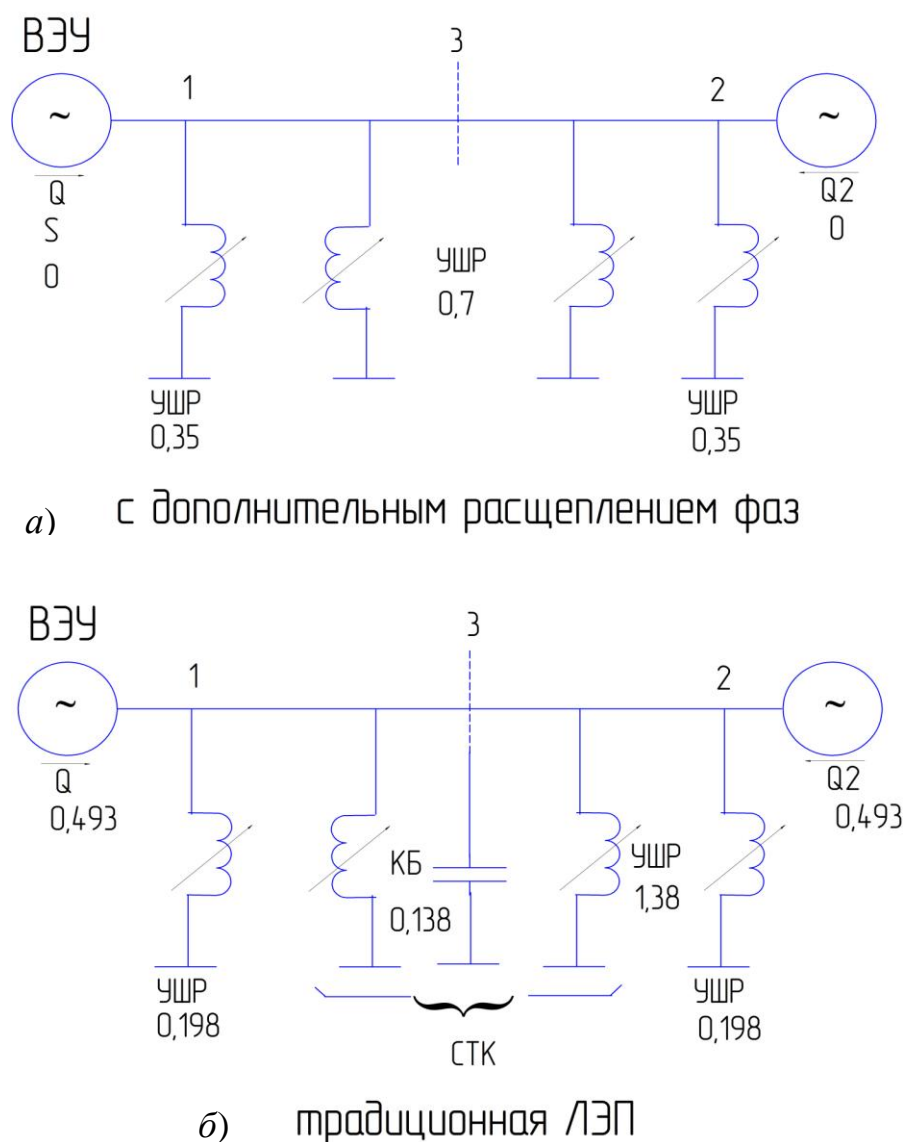 ВЭУ
3
1
2
~
~
Q
S
0
Q2
0
УШР
0,7
УШР
0,35
УШР
0,35
а) с дополнительным расщеплением фаз
ВЭУ
3
1
2
~
~
Q
0,493
Q2
0,493
КБ
0,138
УШР
1,38
УШР
0,198
УШР
0,198
СТК
б) традиционная ЛЭП